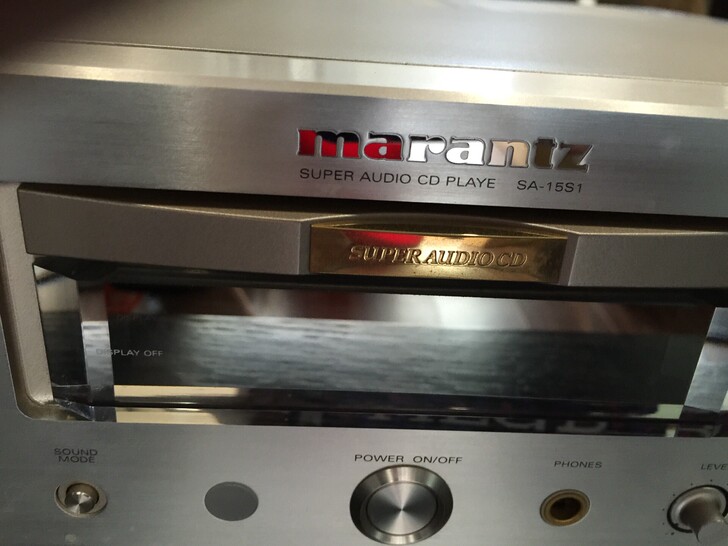 marantz
SUPER AUDIO CD PLAYE SA-15S1
SUPER AUDIO CD
DISPLAY OFF
SOUND
MODE
POWER ON/OFF
PHONES
LEVE